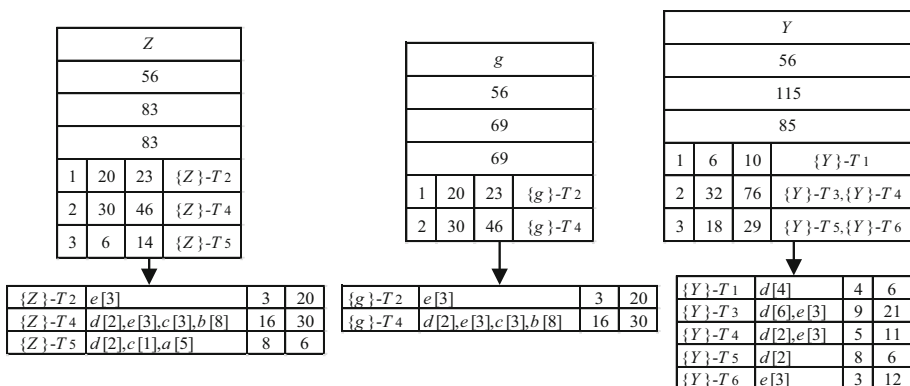 Z
56
83
83
1 20 23 {Z}-T2
2 30 46 {Z}-T4
3 6 14 {Z}-T5
{Z}-T2 e[3] 3 20
{Z}-T4 d[2],e[3],c[3],b[8] 16 30
{Z}-T5 d[2],c[1],a[5] 8 6
g
56
69
69
1 20 23 {g}-T2
2 30 46 {g}-T4
{g}-T2 e[3] 3 20
{g}-T4 d[2],e[3],c[3],b[8] 16 30
Y
56
115
85
1 6 10 {Y}-T1
2 32 76 {Y}-T3,{Y}-T4
3 18 29 {Y}-T5,{Y}-T6
{Y}-T1 d[4] 4 6
{Y}-T3 d[6],e[3] 9 21
{Y}-T4 d[2],e[3] 5 11
{Y}-T5 d[2] 8 6
{Y}-T6 e[3] 3 12